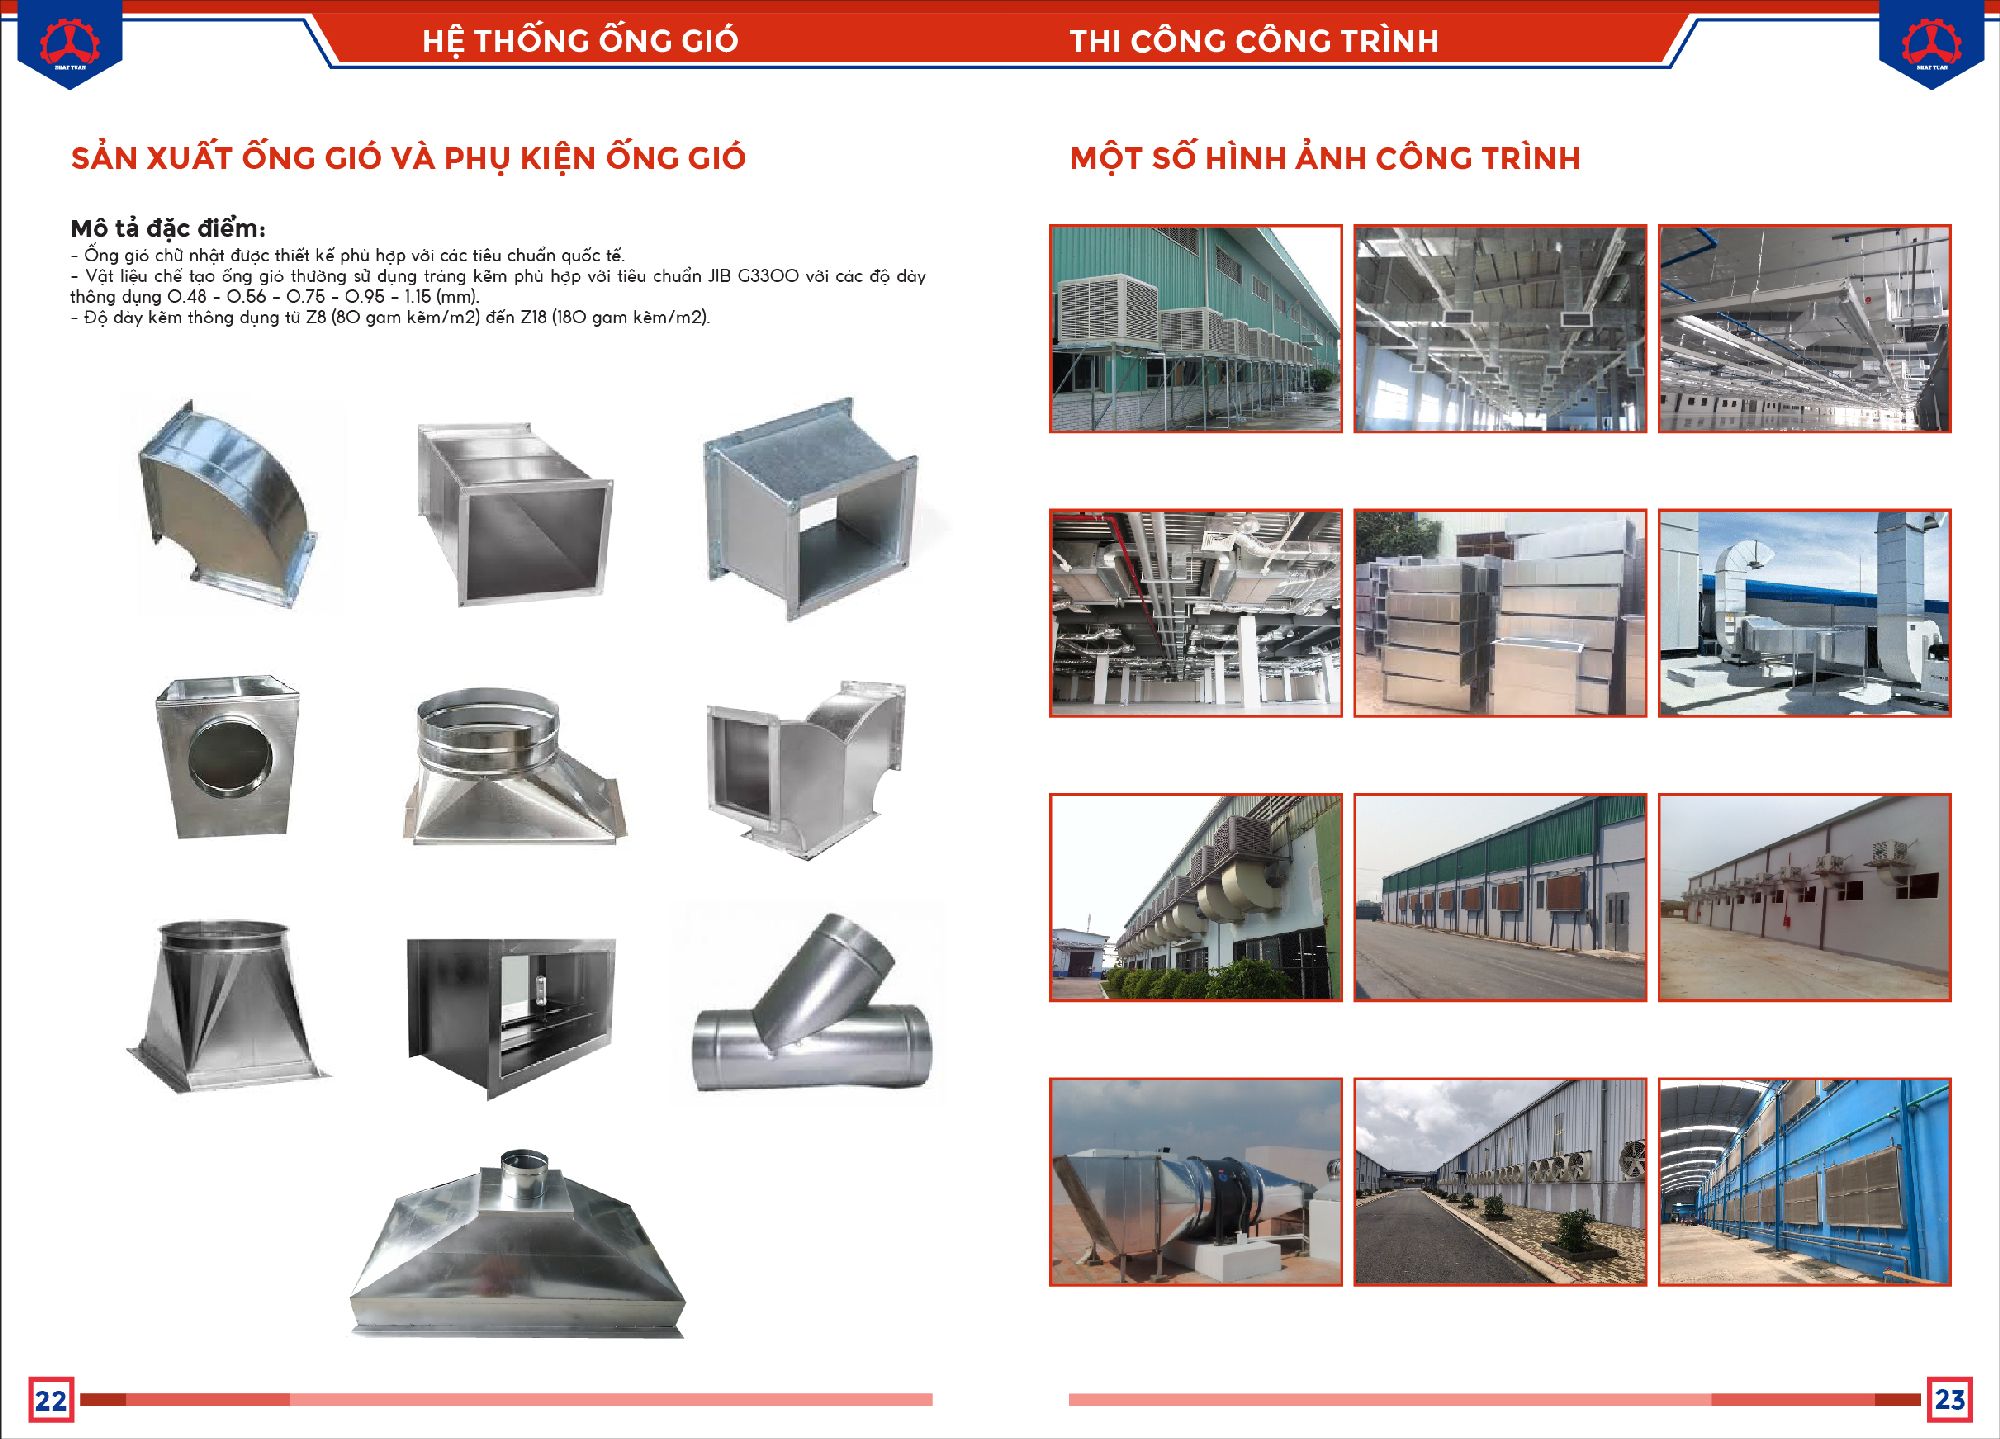 HỆ THỐNG ỐNG GIÓ
THI CÔNG CÔNG TRÌNH
NHAT TUAN
NHAT TUAN
SẢN XUẤT ỐNG GIÓ VÀ PHỤ KIỆN ỐNG GIÓ
Mô tả đặc điểm:
- Ống gió chữ nhật được thiết kế phù hợp với các tiêu chuẩn quốc tế.
- Vật liệu chế tạo ống gió thường sử dụng tráng kẽm phù hợp với tiêu chuẩn JIB G3300 với các độ dày
thông dụng 0.48 - 0.56 - 0.75 - 0.95 - 1.15 (mm).
- Độ dày kẽm thông dụng từ Z8 (80 gam kẽm/m2) đến Z18 (180 gam kẽm/m2).
MỘT SỐ HÌNH ẢNH CÔNG TRÌNH
22
23